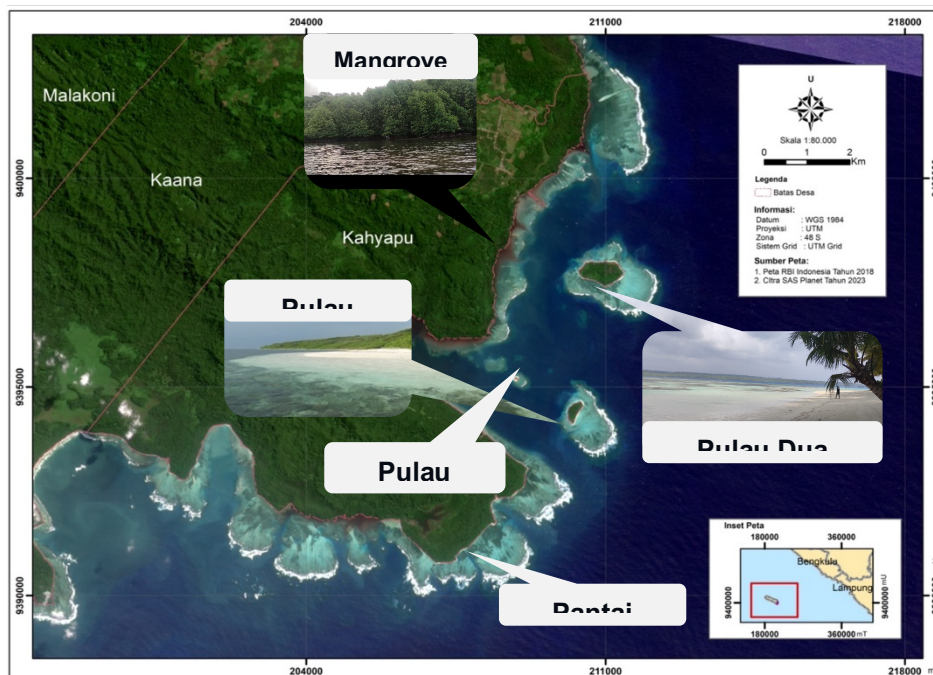 204000
211000
218000
Mangrove
Malakoni
Kaana
Kahyapu
U
Skala 1:80.000
0 1 2
Km
Legenda
Batas Desa
Informasi:
Datum : WGS 1984
Proyeksi : UTM
Zona : 48 S
Sistem Grid : UTM Grid
Sumber Peta:
1. Peta RBI Indonesia Tahun 2018
2. Citra SAS Planet Tahun 2023
9400000
Pulau
9395000
Pulau Dua
Pulau
Pantai
9390000
Inset Peta
180000 360000
Bengkulu
Lampung
9400000
9400000 mU
180000 360000 mT
204000
211000
218000